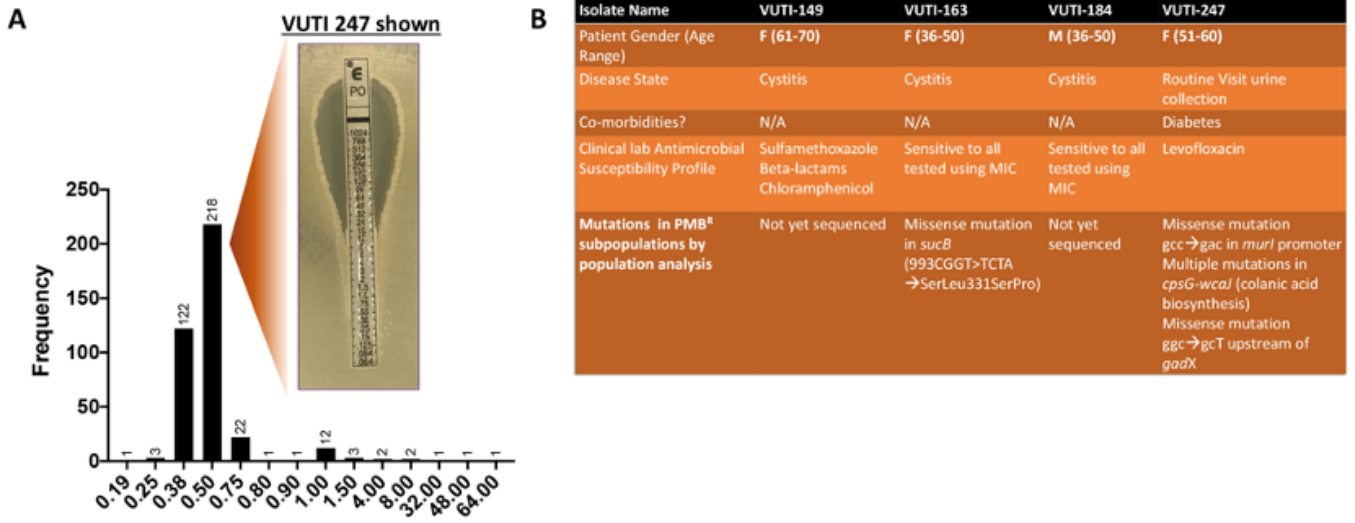 A
VUTI 247 shown
PO
1024
768
512
Frequency
250
200
150
100
50
0
1
3
122
218
22
1
1
12
3
2
2
1
1
1
0.19
0.25
0.38
0.50
0.75
0.80
0.90
1.00
1.50
4.00
8.00
32.00
48.00
64.00
B
Isolate Name VUTI-149 VUTI-163 VUTI-184 VUTI-247
Patient Gender (Age Range) F (61-70) F (36-50) M (36-50) F (51-60)
Disease State Cystitis Cystitis Cystitis Routine Visit urine
collection
Co-morbidities? N/A N/A N/A Diabetes
Clinical lab Antimicrobial
Susceptibility Profile
Sulfamethoxazole
Beta-lactams
Chloramphenicol
Sensitive to all
tested using MIC
Sensitive to all
tested using
MIC
Levofloxacin
Mutations in PMBᴿ
subpopulations by
population analysis
Not yet sequenced
Missense mutation
in sucB
(993CGGT>TCTA
→SerLeu331SerPro)
Not yet
sequenced
Missense mutation
gcc→gac in murI promoter
Multiple mutations in
cpsG-wcaJ (colanic acid
biosynthesis)
Missense mutation
ggc→gcT upstream of
gadX